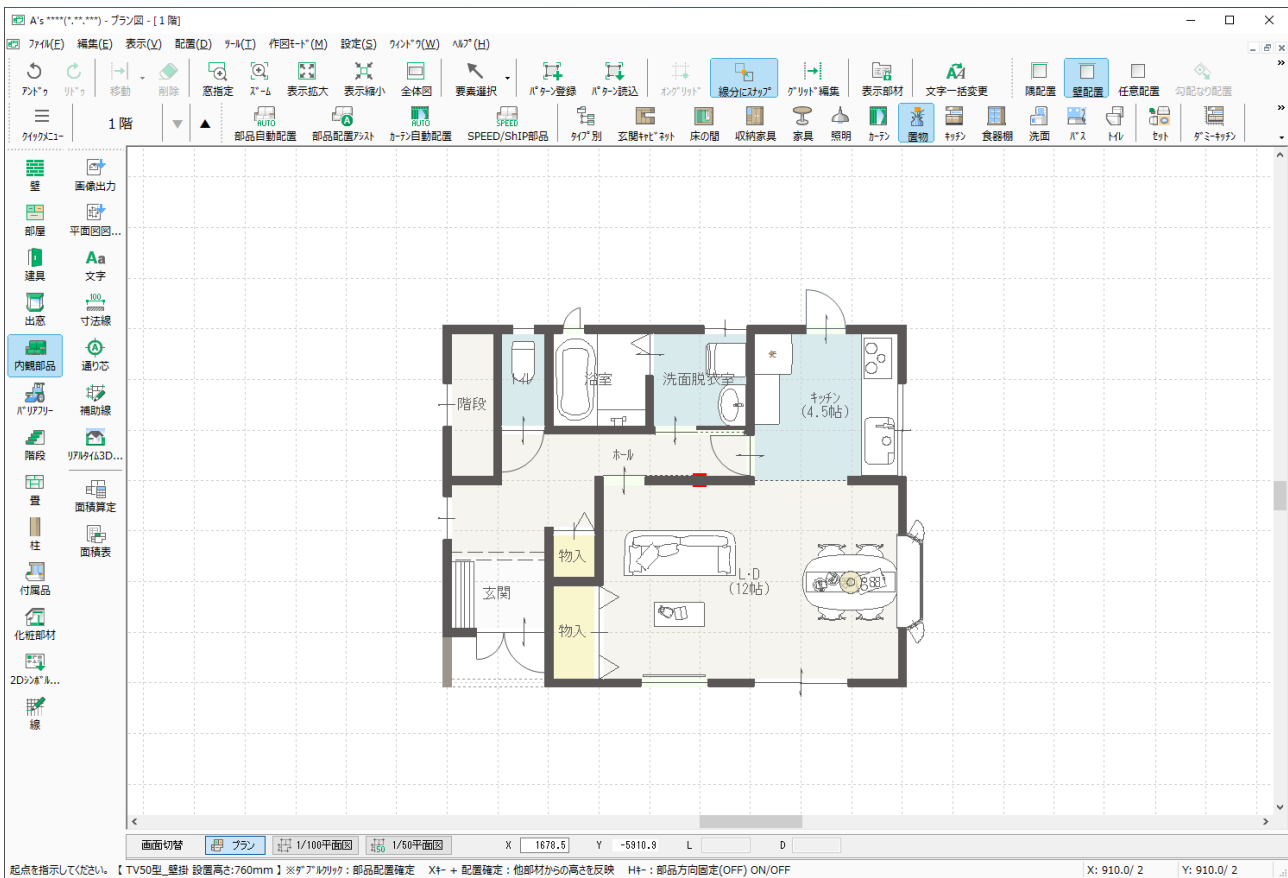 A's ****(*.**.***) - プラン図 - [1 階]
ﾌｧｲﾙ(F) 編集(E) 表示(V) 配置(D) ﾂｰﾙ(T) 作図ﾓｰﾄﾞ(M) 設定(S) ｳｨﾝﾄﾞｳ(W) ﾍﾙﾌﾟ(H)
ｱﾝﾄﾞｩ ﾘﾄﾞｩ 移動 削除 窓指定 ｽﾞｰﾑ 表示拡大 表示縮小 全体図 要素選択 ﾊﾟﾀｰﾝ登録 ﾊﾟﾀｰﾝ読込 ｵﾝｸﾞﾘｯﾄﾞ 線分にｽﾅｯﾌﾟ ｸﾞﾘｯﾄﾞ編集 表示部材 文字一括変更 隅配置 壁配置 任意配置 勾配なり配置
ｸｲｯｸﾒﾆｭｰ 1階 部品自動配置 部品配置ｱｼｽﾄ ｶｰﾃﾝ自動配置 SPEED/ShIP部品 ﾀｲﾌﾟ別 玄関ｷｬﾋﾞﾈｯﾄ 床の間 収納家具 家具 照明 ｶｰﾃﾝ 置物 ｷｯﾁﾝ 食器棚 洗面 ﾊﾞｽ ﾄｲﾚ ｾｯﾄ ﾀﾞﾐｰｷｯﾁﾝ
AUTO AUTO SPEED
壁 画像出力
部屋 平面図図...
建具 文字
Aa
出窓 寸法線
100
内観部品 通り芯
ﾊﾞﾘｱﾌﾘｰ 補助線
階段 ﾘｱﾙﾀｲﾑ3D...
畳 面積算定
柱 面積表
付属品
化粧部材
2Dｼﾝﾎﾞﾙ...
線
階段
ﾄｲﾚ
浴室
洗面脱衣室
ｷｯﾁﾝ
(4.5帖)
ﾎｰﾙ
物入
玄関
L・D
(12帖)
物入
画面切替 プラン 1/100平面図 1/50平面図 X 1678.5 Y -5910.9 L D
起点を指示してください。【 TV50型_壁掛 設置高さ:760mm 】※ﾀﾞﾌﾞﾙｸﾘｯｸ：部品配置確定 Xｷｰ + 配置確定：他部材からの高さを反映 Hｷｰ：部品方向固定(OFF) ON/OFF X: 910.0/ 2 Y: 910.0/ 2